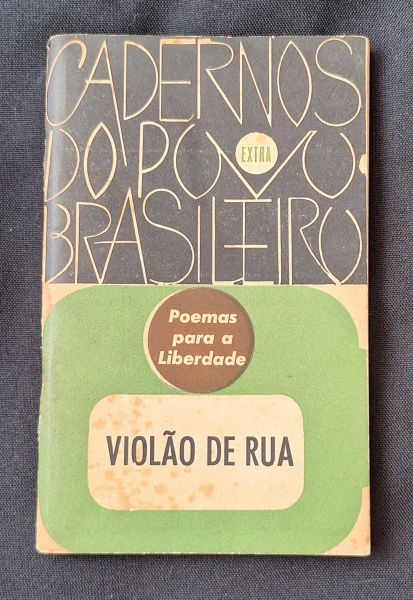 CADERNOS
DO POVO
EXTRA
BRASILEIRO
Poemas
para a
Liberdade
VIOLÃO DE RUA